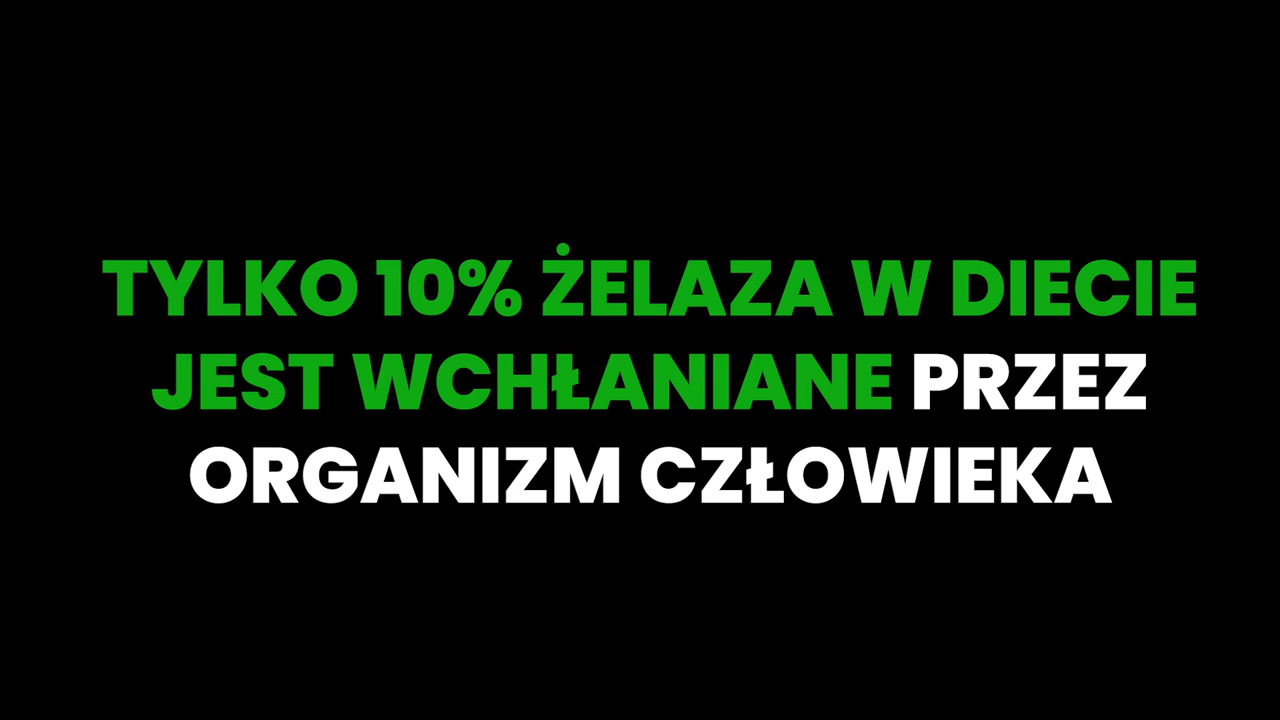 TYLKO 10% ŻELAZA W DIECIE
JEST WCHŁANIANE PRZEZ
ORGANIZM CZŁOWIEKA